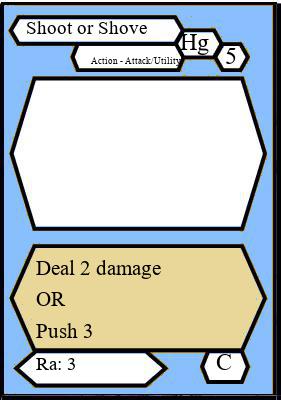 Shoot or Shove
Hg
Action - Attack/Utility
5
Deal 2 damage
OR
Push 3
Ra: 3
C